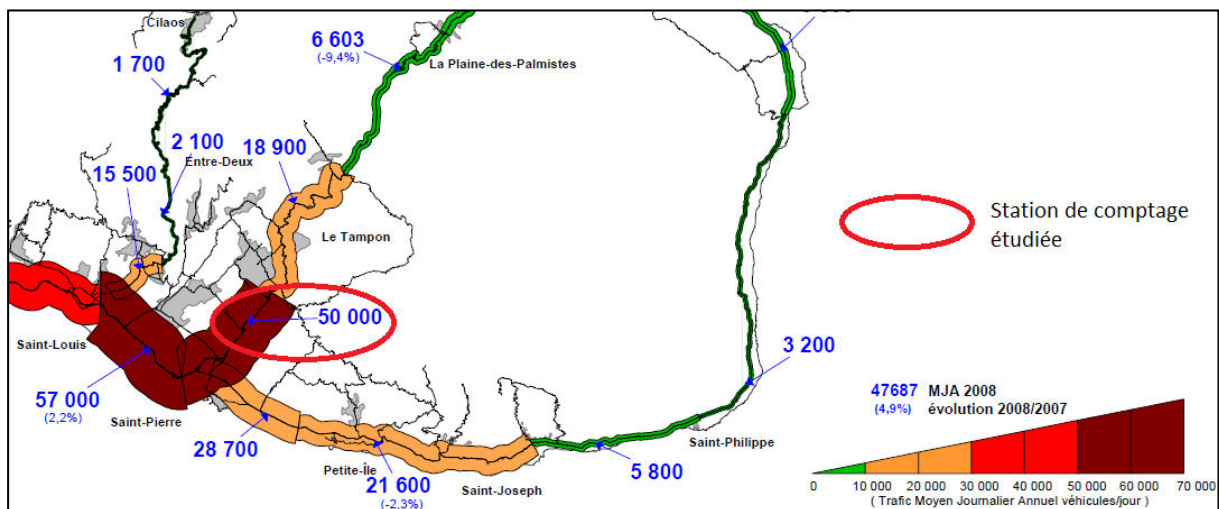 Cilaos
6 603
(-9,4%)
La Plaine-des-Palmistes
1 700
2 100
18 900
Entre-Deux
15 500
Le Tampon
Station de comptage
étudiée
50 000
Saint-Louis
3 200
57 000
(2,2%)
Saint-Pierre
28 700
Petite-Île
21 600
(-2,3%)
Saint-Joseph
5 800
Saint-Philippe
47687 MJA 2008
(4,9%) évolution 2008/2007
0 10 000 20 000 30 000 40 000 50 000 60 000 70 000
( Trafic Moyen Journalier Annuel véhicules/jour )